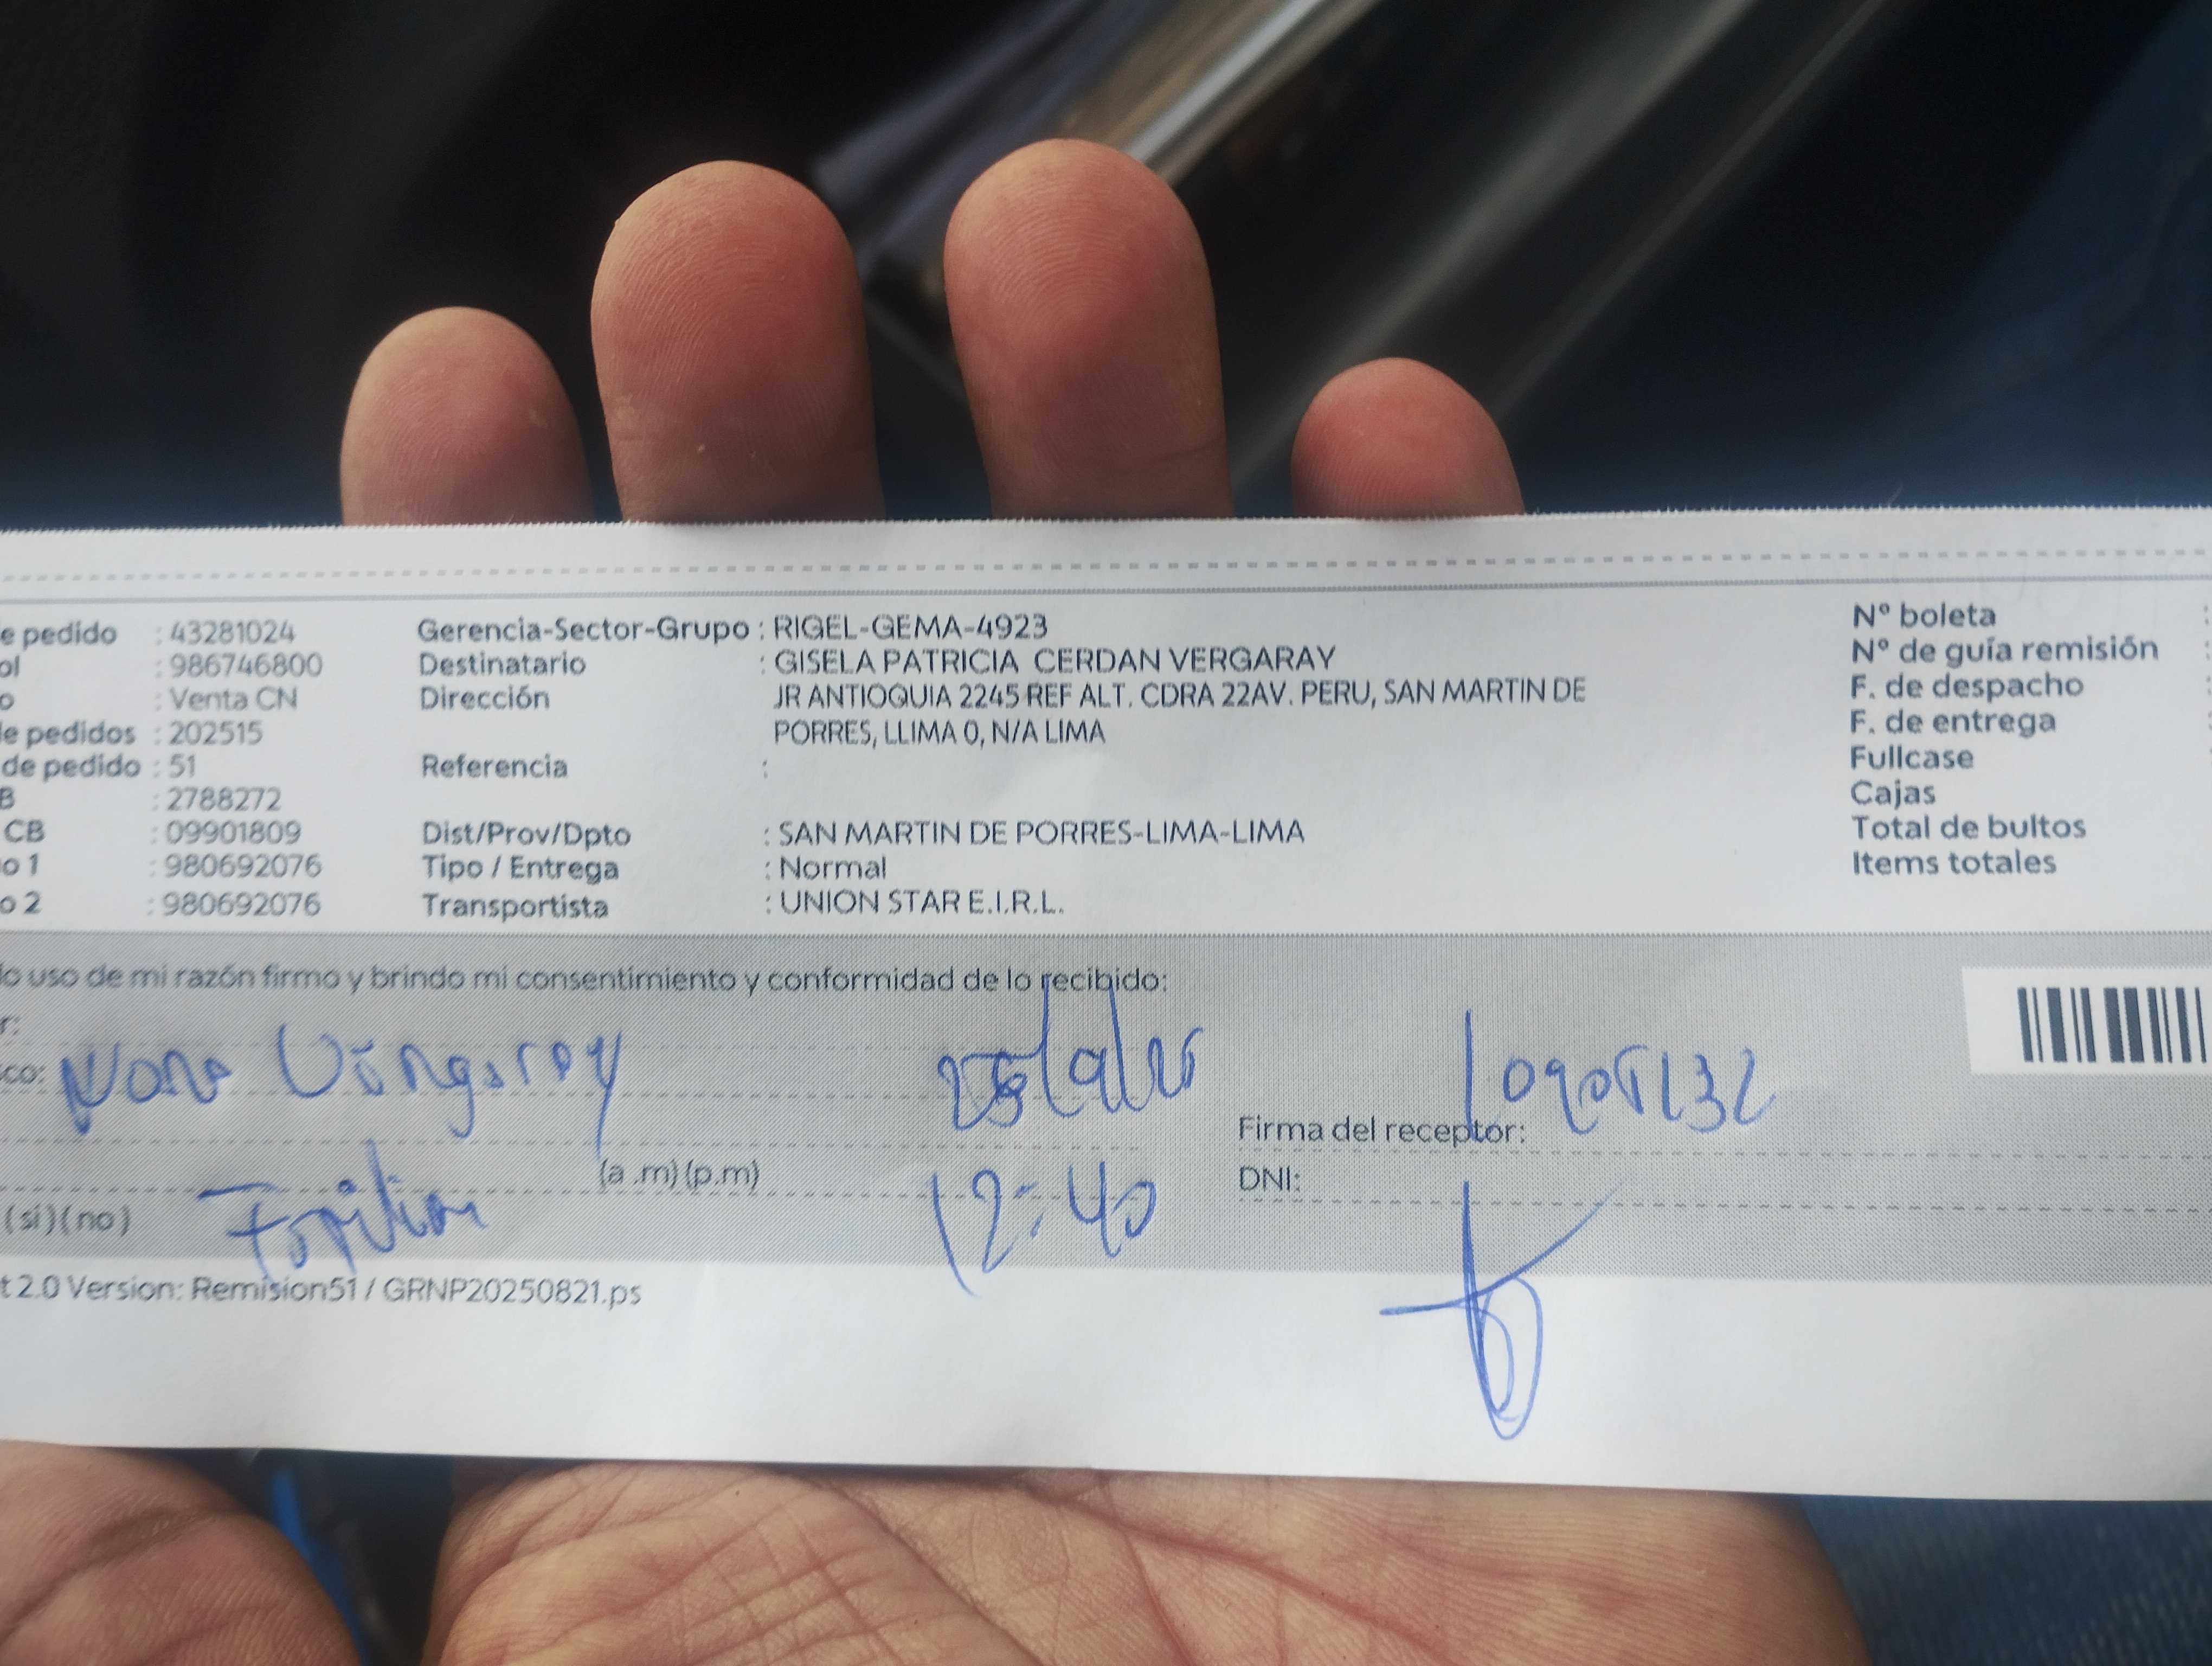 e pedido : 43281024 Gerencia-Sector-Grupo : RIGEL-GEMA-4923 N° boleta :
ol : 986746800 Destinatario : GISELA PATRICIA CERDAN VERGARAY N° de guía remisión :
o : Venta CN Dirección JR ANTIOQUIA 2245 REF ALT. CDRA 22AV. PERU, SAN MARTIN DE F. de despacho
e pedidos : 202515 PORRES, LLIMA 0, N/A LIMA F. de entrega
de pedido : 51 Referencia : Fullcase
B : 2788272 Cajas
CB : 09901809 Dist/Prov/Dpto : SAN MARTIN DE PORRES-LIMA-LIMA Total de bultos
o 1 : 980692076 Tipo / Entrega : Normal Items totales
o 2 : 980692076 Transportista : UNION STAR E.I.R.L.
o uso de mi razón firmo y brindo mi consentimiento y conformidad de lo recibido:
r:
co:
Firma del receptor:
(a .m) (p.m) 12:40 DNI:
(si) (no)
t 2.0 Version: Remision51 / GRNP20250821.ps